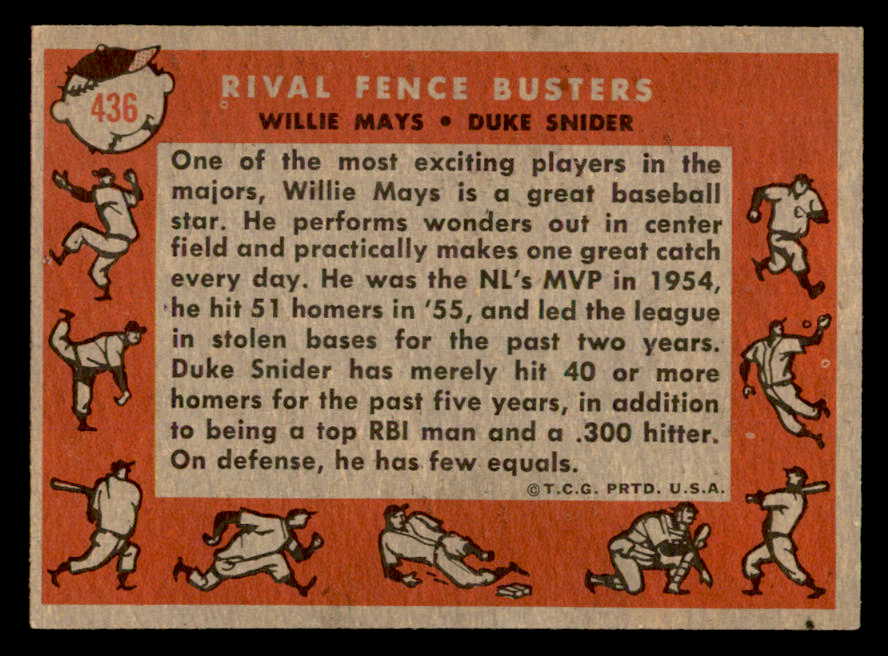 436
RIVAL FENCE BUSTERS
WILLIE MAYS • DUKE SNIDER
One of the most exciting players in the
majors, Willie Mays is a great baseball
star. He performs wonders out in center
field and practically makes one great catch
every day. He was the NL's MVP in 1954,
he hit 51 homers in '55, and led the league
in stolen bases for the past two years.
Duke Snider has merely hit 40 or more
homers for the past five years, in addition
to being a top RBI man and a .300 hitter.
On defense, he has few equals.
© T.C.G. PRTD. U.S.A.